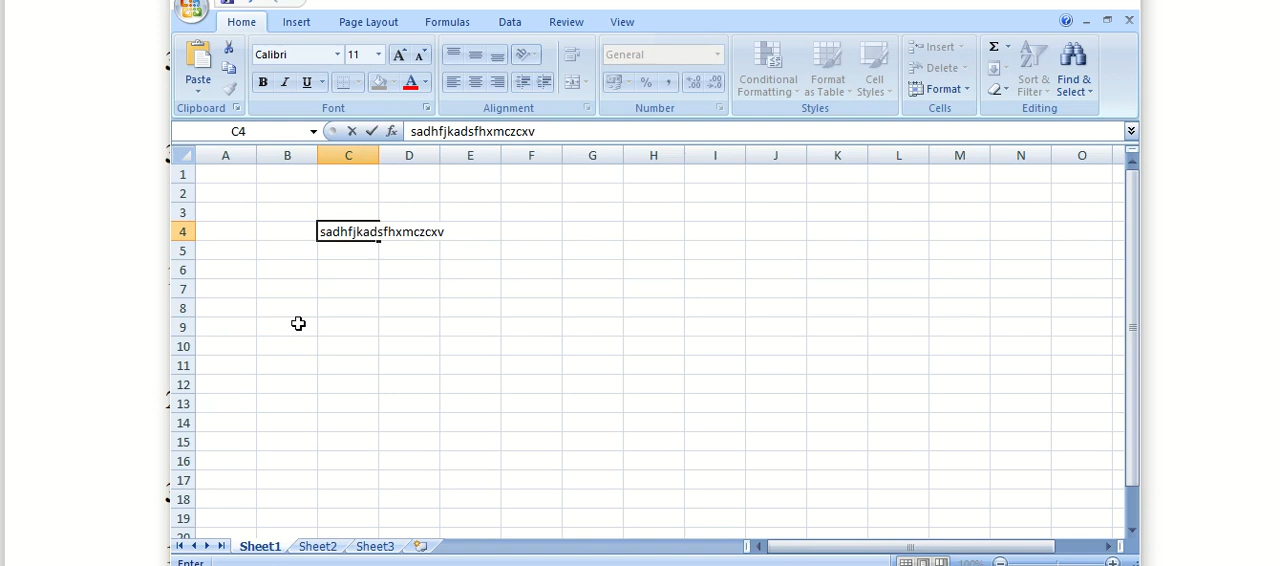 Home Insert Page Layout Formulas Data Review View
Calibri 11 General Insert Σ
Delete
Paste B I U % , Conditional Format Cell Format Sort & Find &
Formatting as Table Styles Filter Select
Clipboard Font Alignment Number Styles Cells Editing
C4 fx sadhfjkadsfhxmczcxv
A B C D E F G H I J K L M N O
1
2
3
4 sadhfjkadsfhxmczcxv
5
6
7
8
9
10
11
12
13
14
15
16
17
18
19
20
Sheet1 Sheet2 Sheet3
Enter 100%